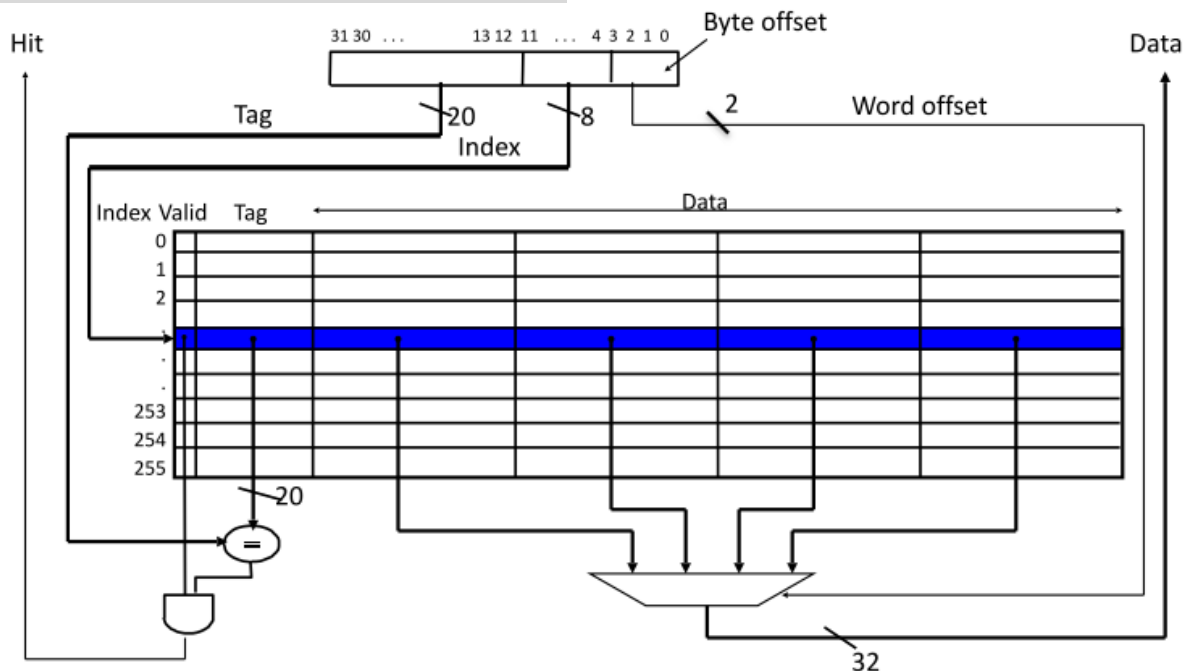 Byte offset
Hit
31 30 ... 13 12 11 ... 4 3 2 1 0
Data
20
8
2
Word offset
Tag
Index
Index Valid Tag
Data
0
1
2
.
.
.
253
254
255
20
=
32